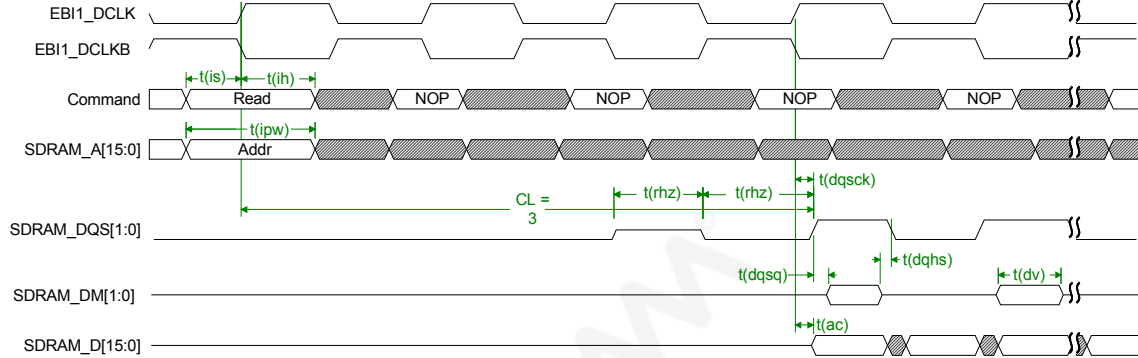 EBI1_DCLK
EBI1_DCLKB
t(is) t(ih)
Command Read NOP NOP NOP NOP
t(ipw)
SDRAM_A[15:0] Addr
t(dqsck)
t(rhz) t(rhz)
CL =
3
SDRAM_DQS[1:0]
t(dqhs)
t(dqsq) t(dv)
SDRAM_DM[1:0]
t(ac)
SDRAM_D[15:0]